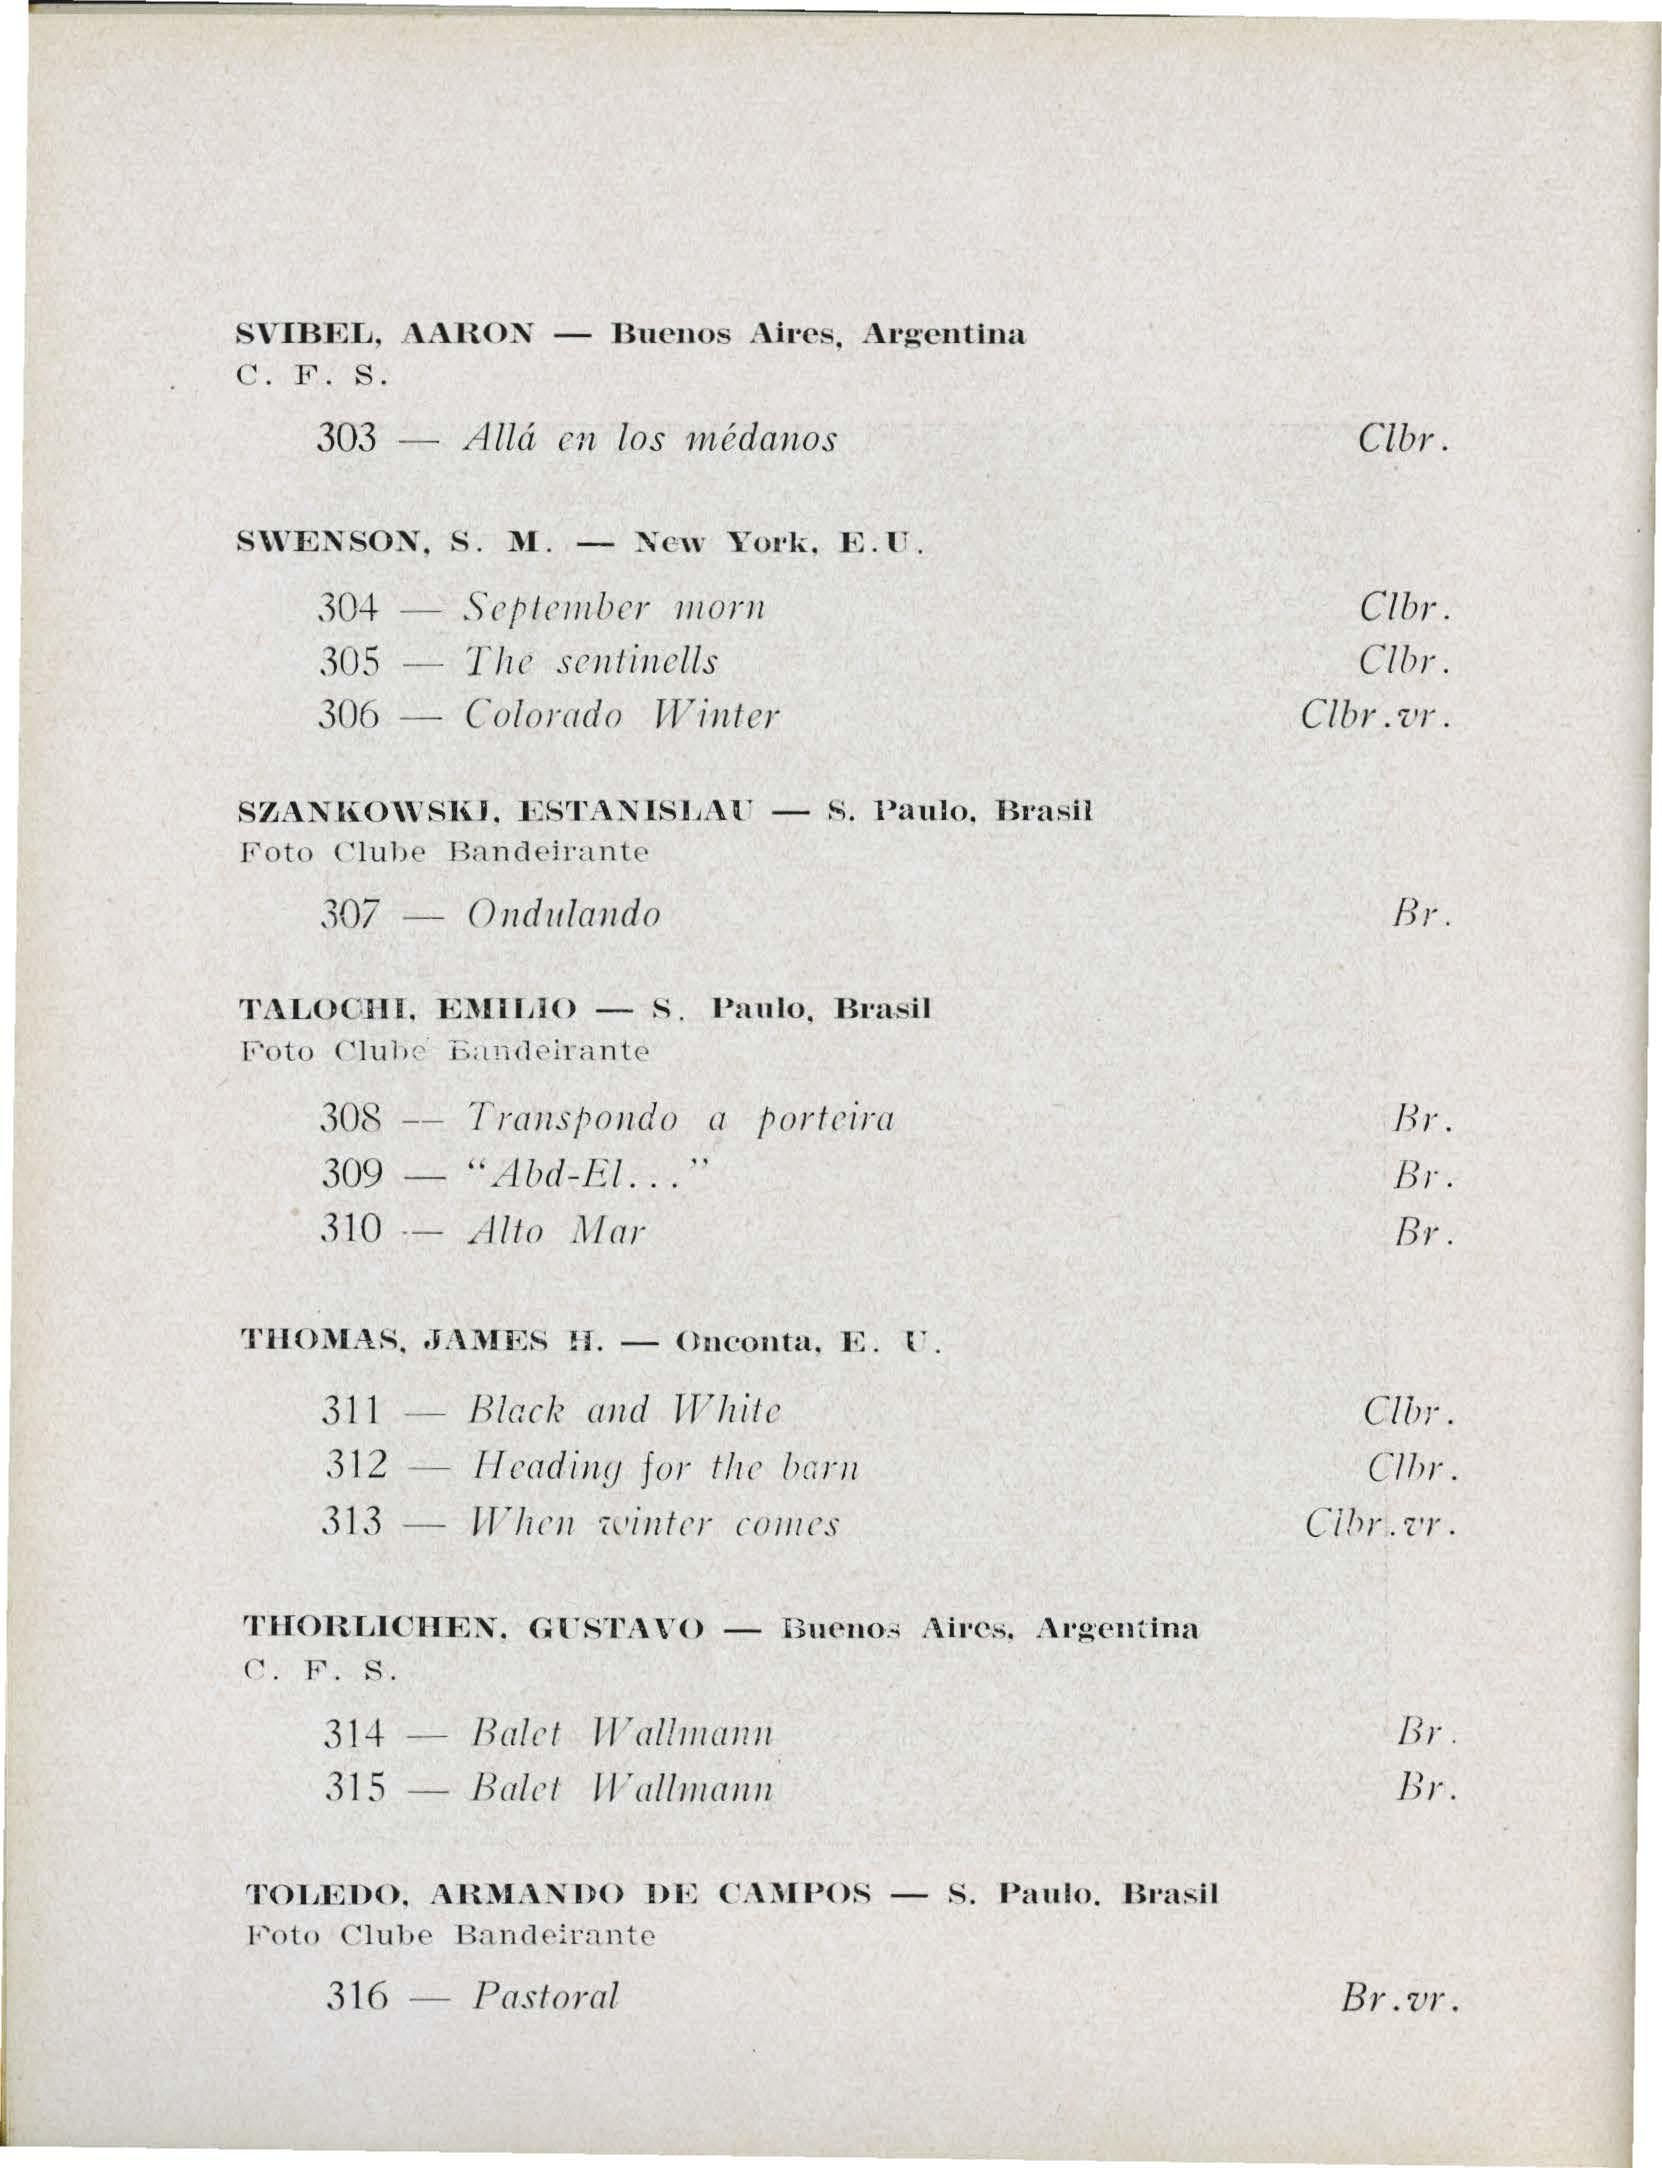 SVIBEL, AARON — Buenos Aires, Argentina
C. F. S.
303 — Allá en los médanos Clbr.
SWENSON, S. M. — New York, E.U.
304 — September morn Clbr.
305 — The sentinells Clbr.
306 — Colorado Winter Clbr.vr.
SZANKOWSKI, ESTANISLAU — S. Paulo, Brasil
Foto Clube Bandeirante
307 — Ondulando Br.
TALOCHI, EMILIO — S. Paulo, Brasil
Foto Clube Bandeirante
308 — Transpondo a porteira Br.
309 — “Abd-El...” Br.
310 — Alto Mar Br.
THOMAS, JAMES H. — Onconta, E. U.
311 — Black and White Clbr.
312 — Heading for the barn Clbr.
313 — When winter comes Clbr.vr.
THORLICHEN, GUSTAVO — Buenos Aires, Argentina
C. F. S.
314 — Balet Wallmann Br.
315 — Balet Wallmann Br.
TOLEDO, ARMANDO DE CAMPOS — S. Paulo, Brasil
Foto Clube Bandeirante
316 — Pastoral Br.vr.